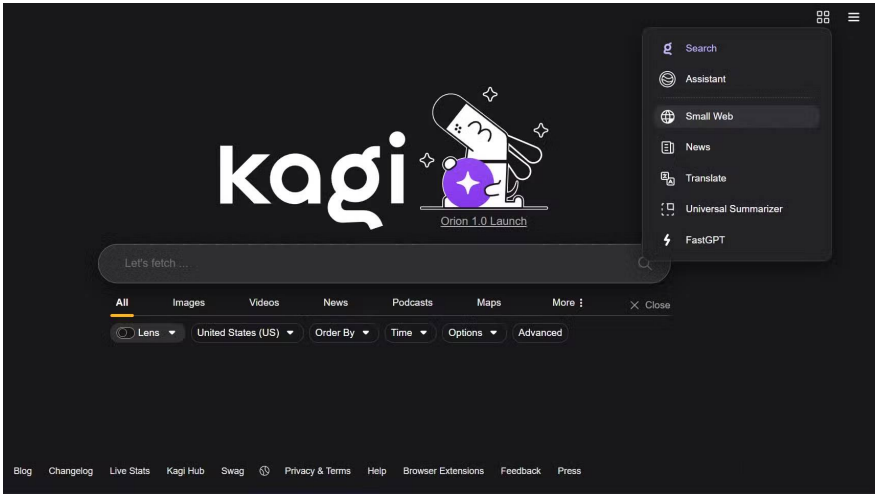 Search
Assistant
Small Web
News
Translate
Universal Summarizer
FastGPT
kagi
Orion 1.0 Launch
Let's fetch ...
All Images Videos News Podcasts Maps More Close
Lens United States (US) Order By Time Options Advanced
Blog Changelog Live Stats Kagi Hub Swag Privacy & Terms Help Browser Extensions Feedback Press